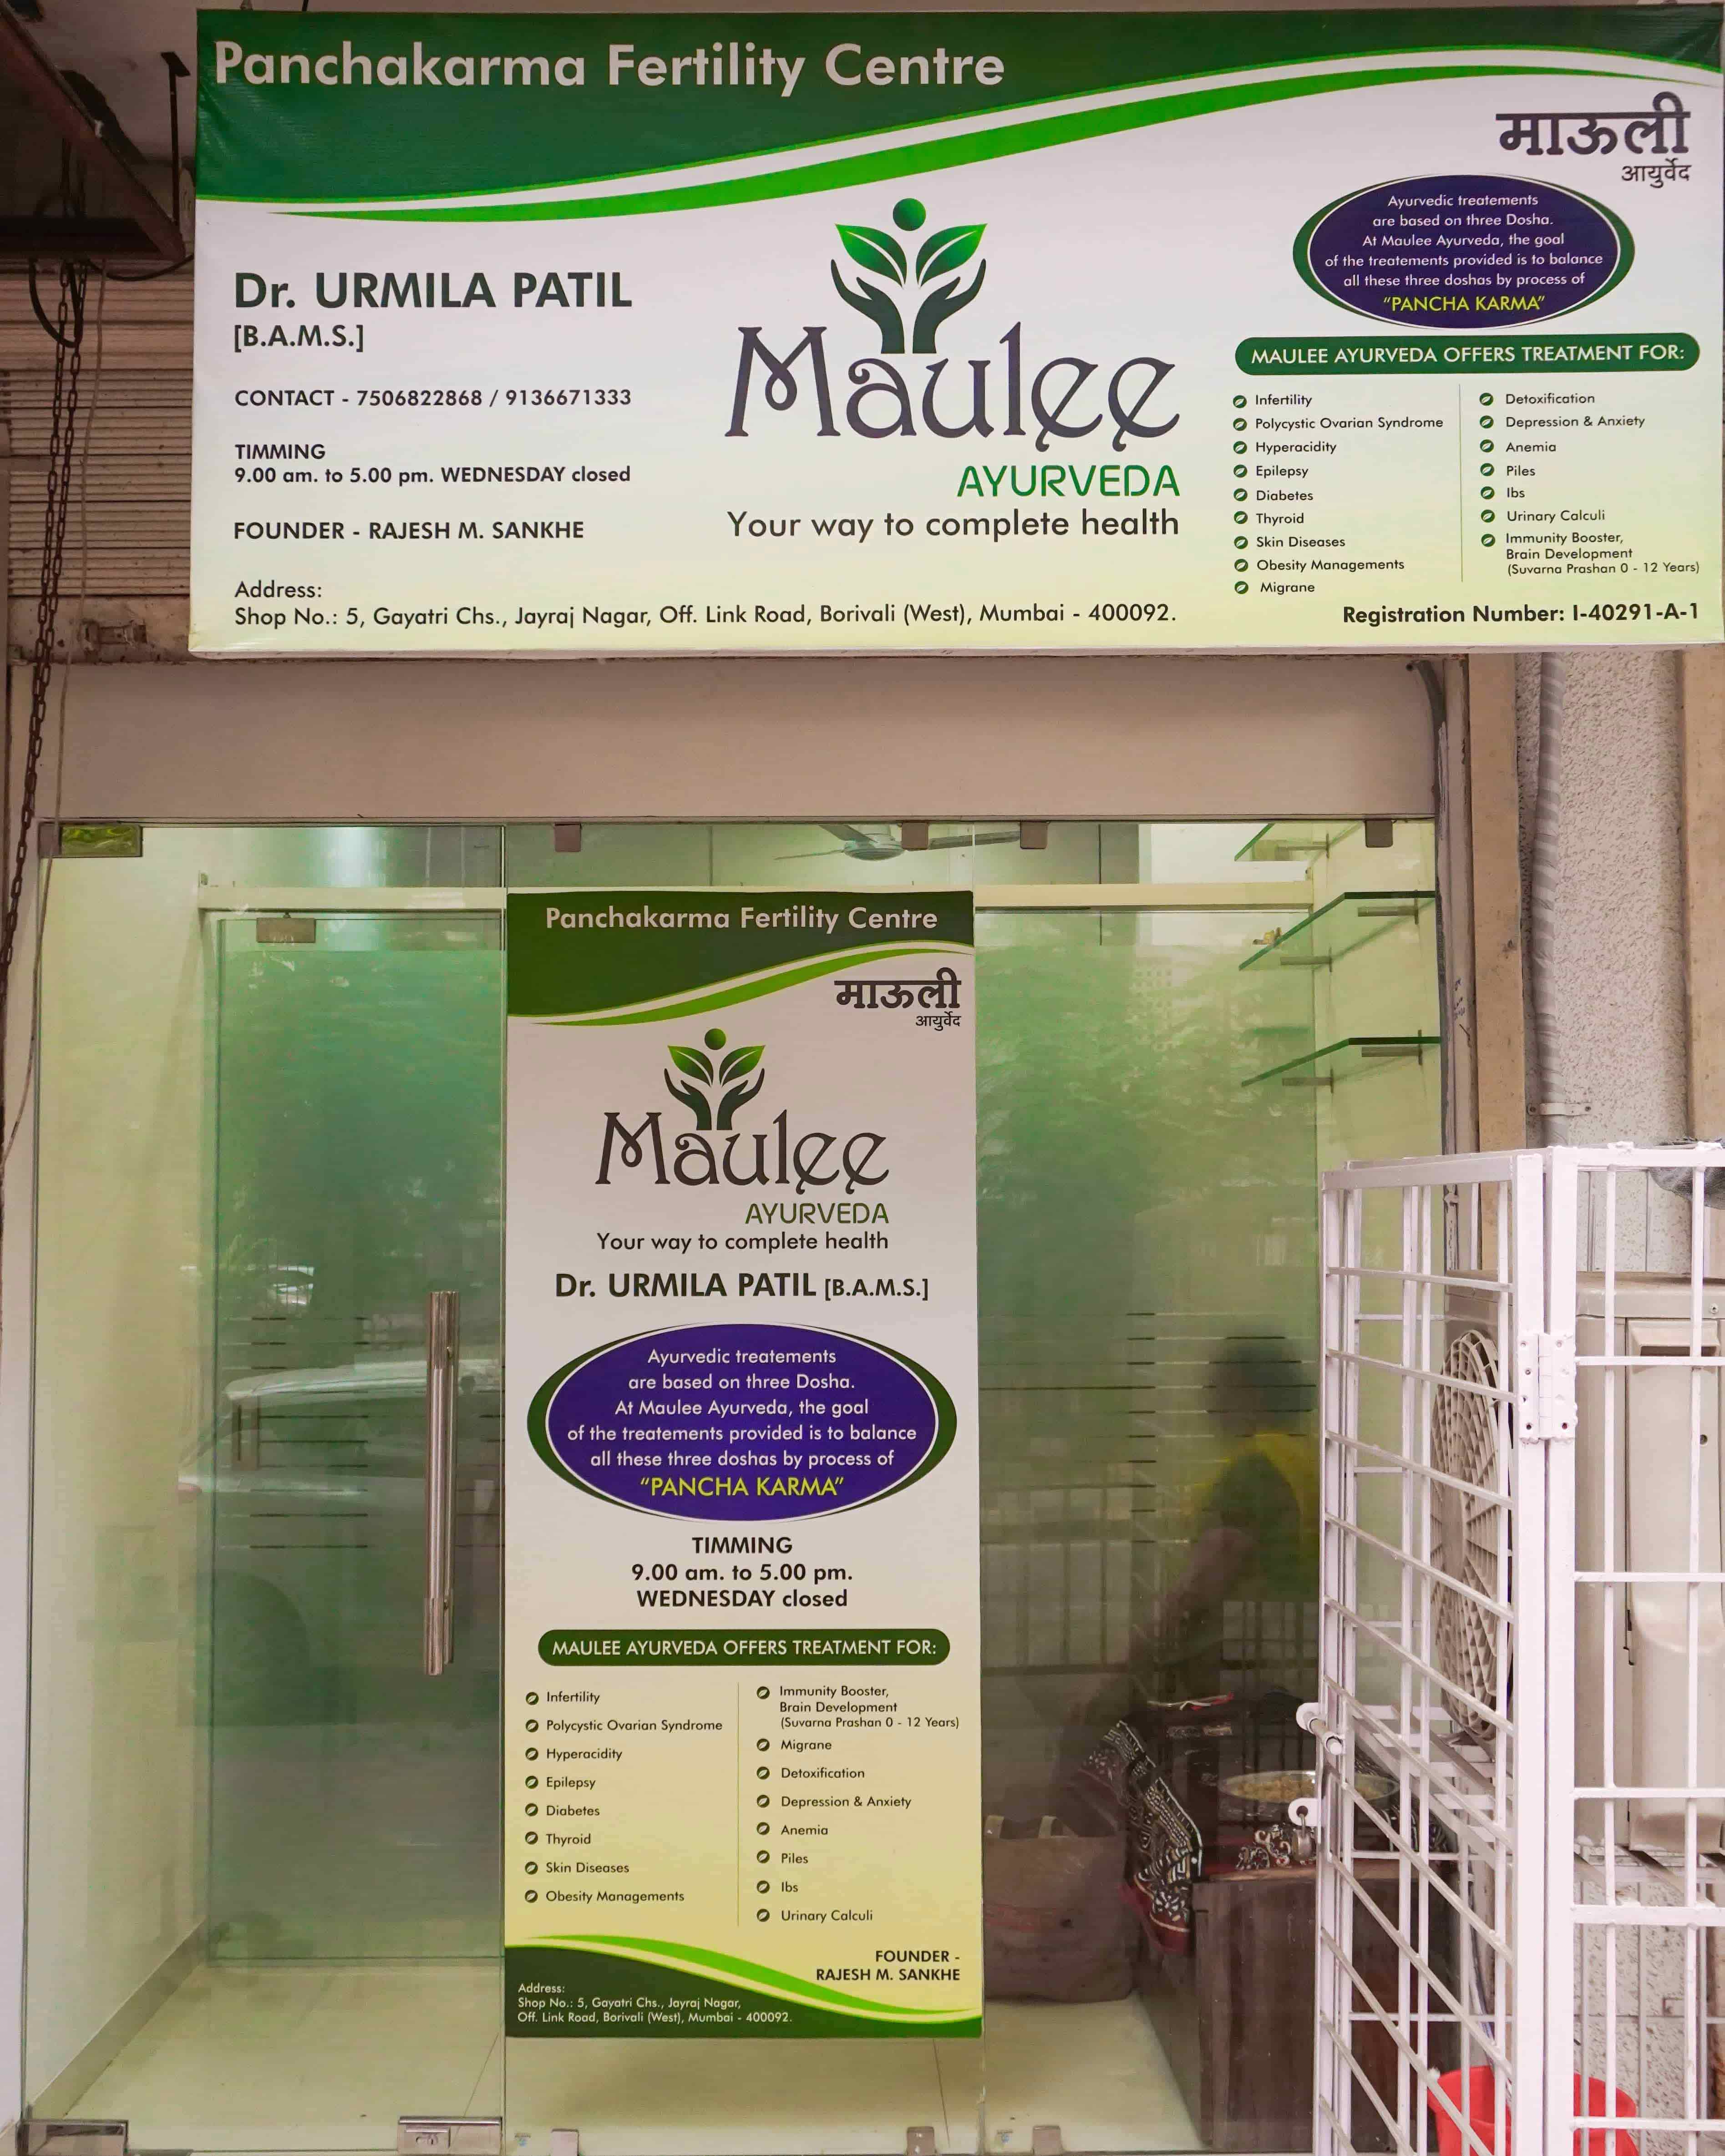 Panchakarma Fertility Centre
माऊली
आयुर्वेद
Dr. URMILA PATIL
[B.A.M.S.]
CONTACT - 7506822868 / 9136671333
TIMMING
9.00 am. to 5.00 pm. WEDNESDAY closed
FOUNDER - RAJESH M. SANKHE
Address:
Shop No.: 5, Gayatri Chs., Jayraj Nagar, Off. Link Road, Borivali (West), Mumbai - 400092.
Maulee
AYURVEDA
Your way to complete health
Ayurvedic treatements
are based on three Dosha.
At Maulee Ayurveda, the goal
of the treatements provided is to balance
all these three doshas by process of
"PANCHA KARMA"
MAULEE AYURVEDA OFFERS TREATMENT FOR:
Infertility
Polycystic Ovarian Syndrome
Hyperacidity
Epilepsy
Diabetes
Thyroid
Skin Diseases
Obesity Managements
Migrane
Detoxification
Depression & Anxiety
Anemia
Piles
Ibs
Urinary Calculi
Immunity Booster,
Brain Development
(Suvarna Prashan 0 - 12 Years)
Registration Number: I-40291-A-1
Panchakarma Fertility Centre
माऊली
आयुर्वेद
Maulee
AYURVEDA
Your way to complete health
Dr. URMILA PATIL [B.A.M.S.]
Ayurvedic treatements
are based on three Dosha.
At Maulee Ayurveda, the goal
of the treatements provided is to balance
all these three doshas by process of
"PANCHA KARMA"
TIMMING
9.00 am. to 5.00 pm.
WEDNESDAY closed
MAULEE AYURVEDA OFFERS TREATMENT FOR:
Infertility
Polycystic Ovarian Syndrome
Hyperacidity
Epilepsy
Diabetes
Thyroid
Skin Diseases
Obesity Managements
Immunity Booster,
Brain Development
(Suvarna Prashan 0 - 12 Years)
Migrane
Detoxification
Depression & Anxiety
Anemia
Piles
Ibs
Urinary Calculi
FOUNDER -
RAJESH M. SANKHE
Address:
Shop No.: 5, Gayatri Chs., Jayraj Nagar,
Off. Link Road, Borivali (West), Mumbai - 400092.